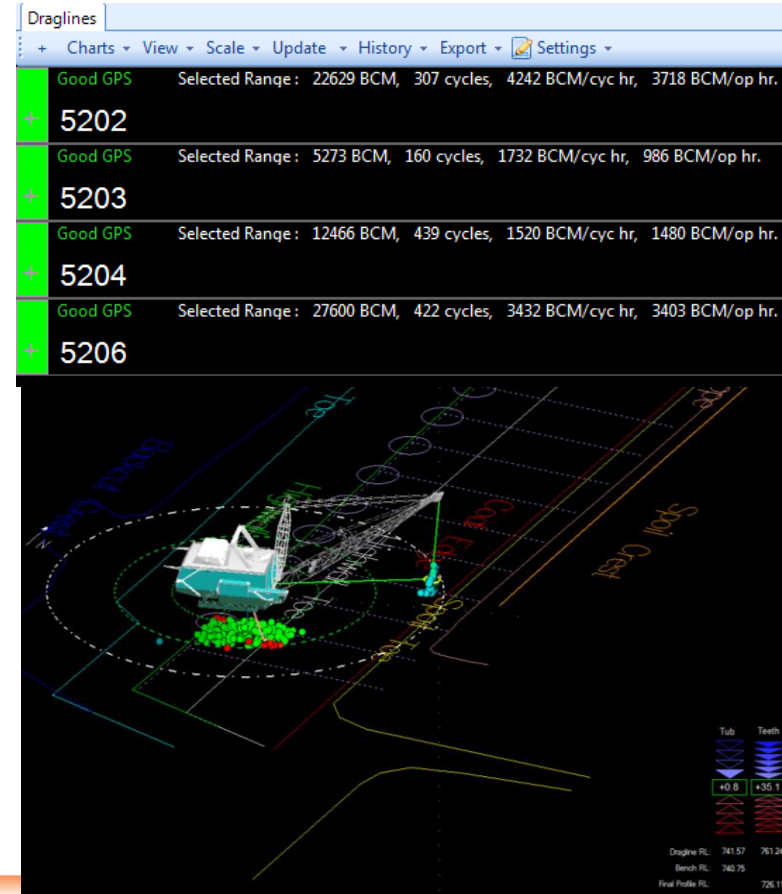 Draglines
+ Charts View Scale Update History Export Settings
Good GPS Selected Range: 22629 BCM, 307 cycles, 4242 BCM/cyc hr, 3718 BCM/op hr.
5202
Good GPS Selected Range: 5273 BCM, 160 cycles, 1732 BCM/cyc hr, 986 BCM/op hr.
5203
Good GPS Selected Range: 12466 BCM, 439 cycles, 1520 BCM/cyc hr, 1480 BCM/op hr.
5204
Good GPS Selected Range: 27600 BCM, 422 cycles, 3432 BCM/cyc hr, 3403 BCM/op hr.
5206
Toe
Coal Edge
Spoil Crest
Spoil Toe
Tub Teeth
+0.8 +35.1
Dragline RL: 741.57 761.24
Bench RL: 740.75
Final Profile RL: